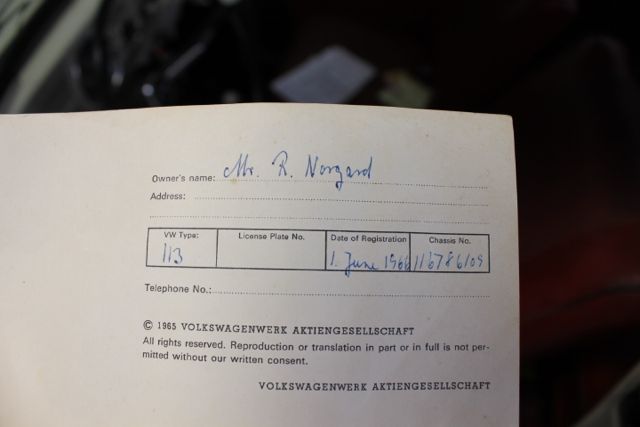 Owner's name: Mr. R. Norgard
Address:
VW Type: License Plate No. Date of Registration Chassis No.
113 1. June 1966 116786109
Telephone No.:
© 1965 VOLKSWAGENWERK AKTIENGESELLSCHAFT
All rights reserved. Reproduction or translation in part or in full is not per-
mitted without our written consent.
VOLKSWAGENWERK AKTIENGESELLSCHAFT